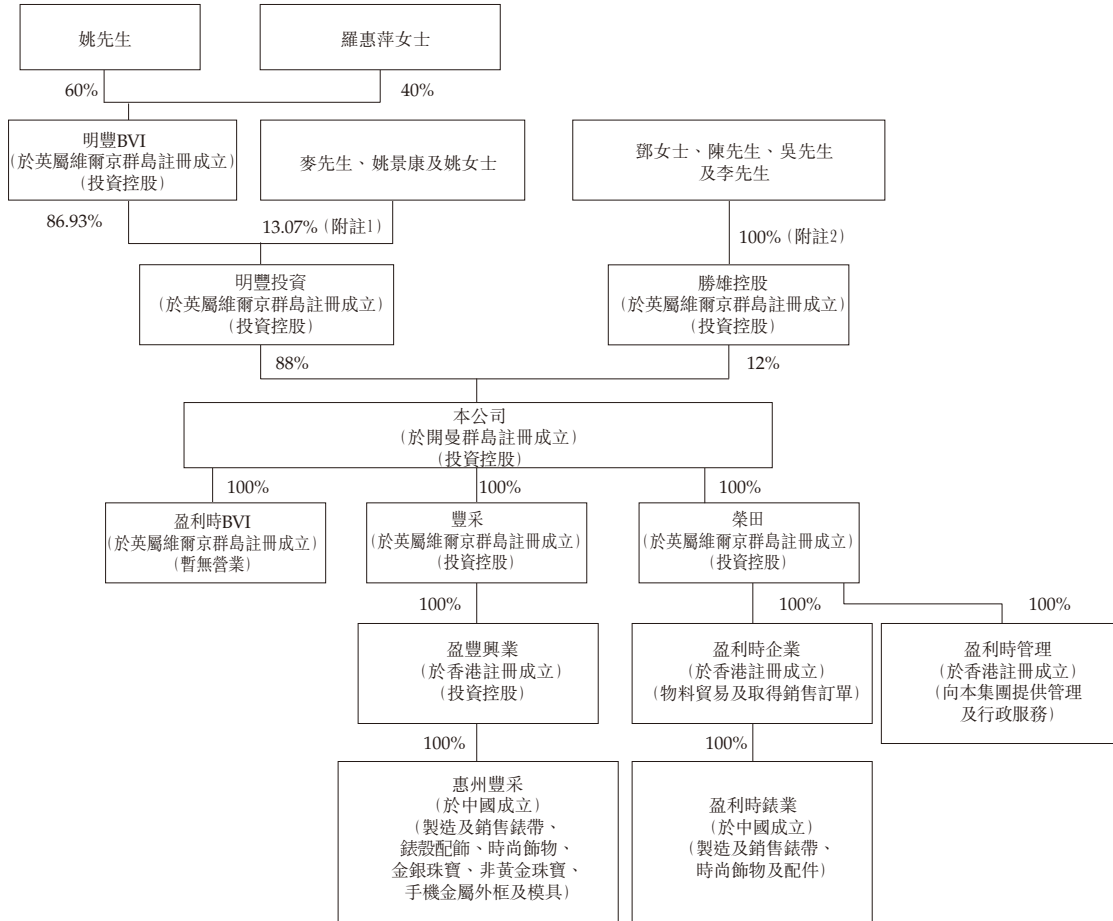 姚先生
羅惠萍女士
60%
40%
明豐BVI
(於英屬維爾京群島註冊成立)
(投資控股)
麥先生、姚景康及姚女士
鄧女士、陳先生、吳先生
及李先生
86.93%
13.07% (附註1)
100% (附註2)
明豐投資
(於英屬維爾京群島註冊成立)
(投資控股)
勝雄控股
(於英屬維爾京群島註冊成立)
(投資控股)
88%
12%
本公司
(於開曼群島註冊成立)
(投資控股)
100%
100%
100%
盈利時BVI
(於英屬維爾京群島註冊成立)
(暫無營業)
豐采
(於英屬維爾京群島註冊成立)
(投資控股)
榮田
(於英屬維爾京群島註冊成立)
(投資控股)
100%
100%
100%
盈豐興業
(於香港註冊成立)
(投資控股)
盈利時企業
(於香港註冊成立)
(物料貿易及取得銷售訂單)
盈利時管理
(於香港註冊成立)
(向本集團提供管理
及行政服務)
100%
100%
惠州豐采
(於中國成立)
(製造及銷售錶帶、
錶殼配飾、時尚飾物、
金銀珠寶、非黃金珠寶、
手機金屬外框及模具)
盈利時錶業
(於中國成立)
(製造及銷售錶帶、
時尚飾物及配件)